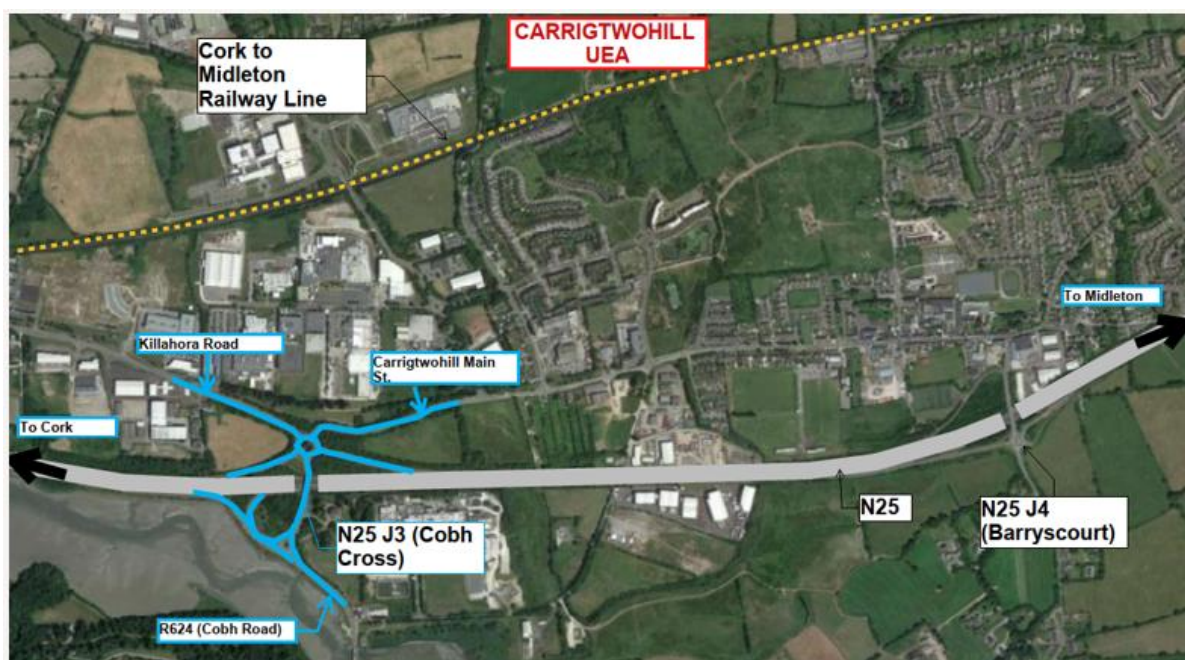 CARRIGTWOHILL
UEA
Cork to
Midleton
Railway Line
To Midleton
Killahora Road
Carrigtwohill Main
St.
To Cork
N25 J3 (Cobh
Cross)
N25
N25 J4
(Barryscourt)
R624 (Cobh Road)